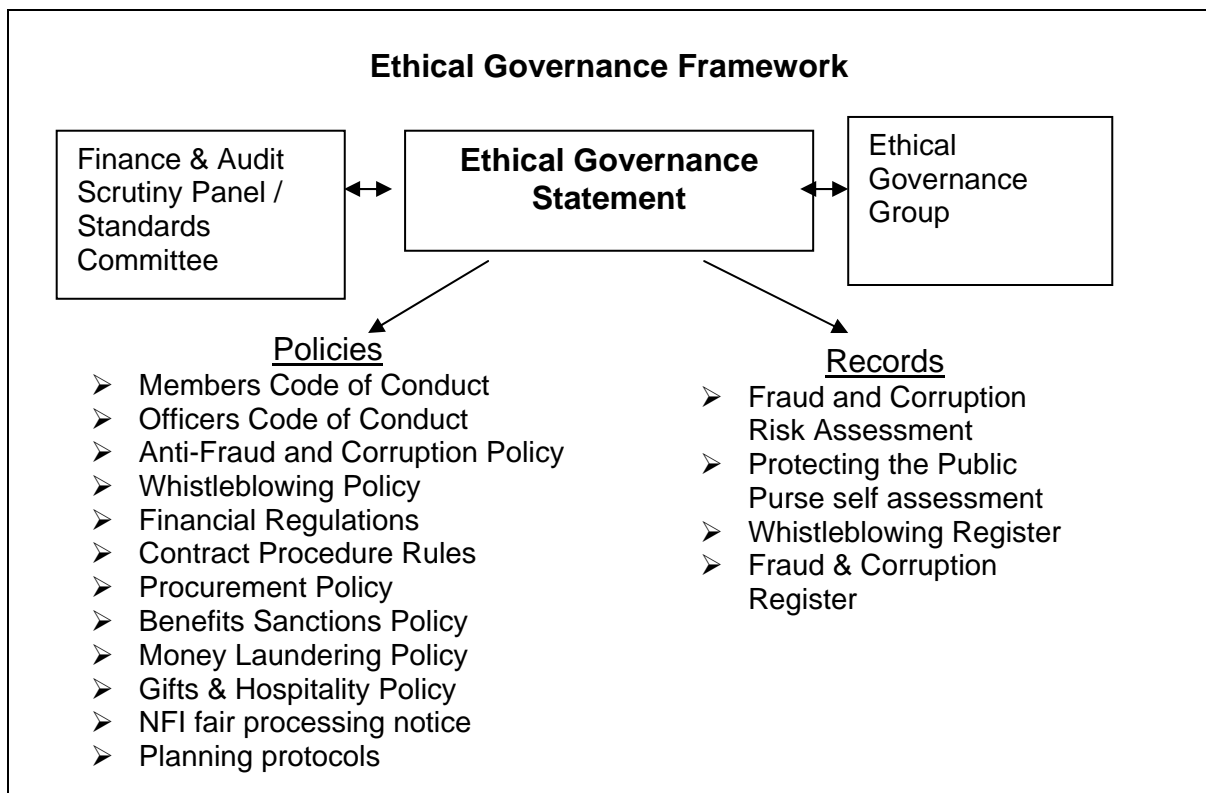 Ethical Governance Framework
Finance & Audit
Scrutiny Panel /
Standards
Committee
Ethical Governance
Statement
Ethical
Governance
Group
Policies
➢ Members Code of Conduct
➢ Officers Code of Conduct
➢ Anti-Fraud and Corruption Policy
➢ Whistleblowing Policy
➢ Financial Regulations
➢ Contract Procedure Rules
➢ Procurement Policy
➢ Benefits Sanctions Policy
➢ Money Laundering Policy
➢ Gifts & Hospitality Policy
➢ NFI fair processing notice
➢ Planning protocols
Records
➢ Fraud and Corruption
Risk Assessment
➢ Protecting the Public
Purse self assessment
➢ Whistleblowing Register
➢ Fraud & Corruption
Register